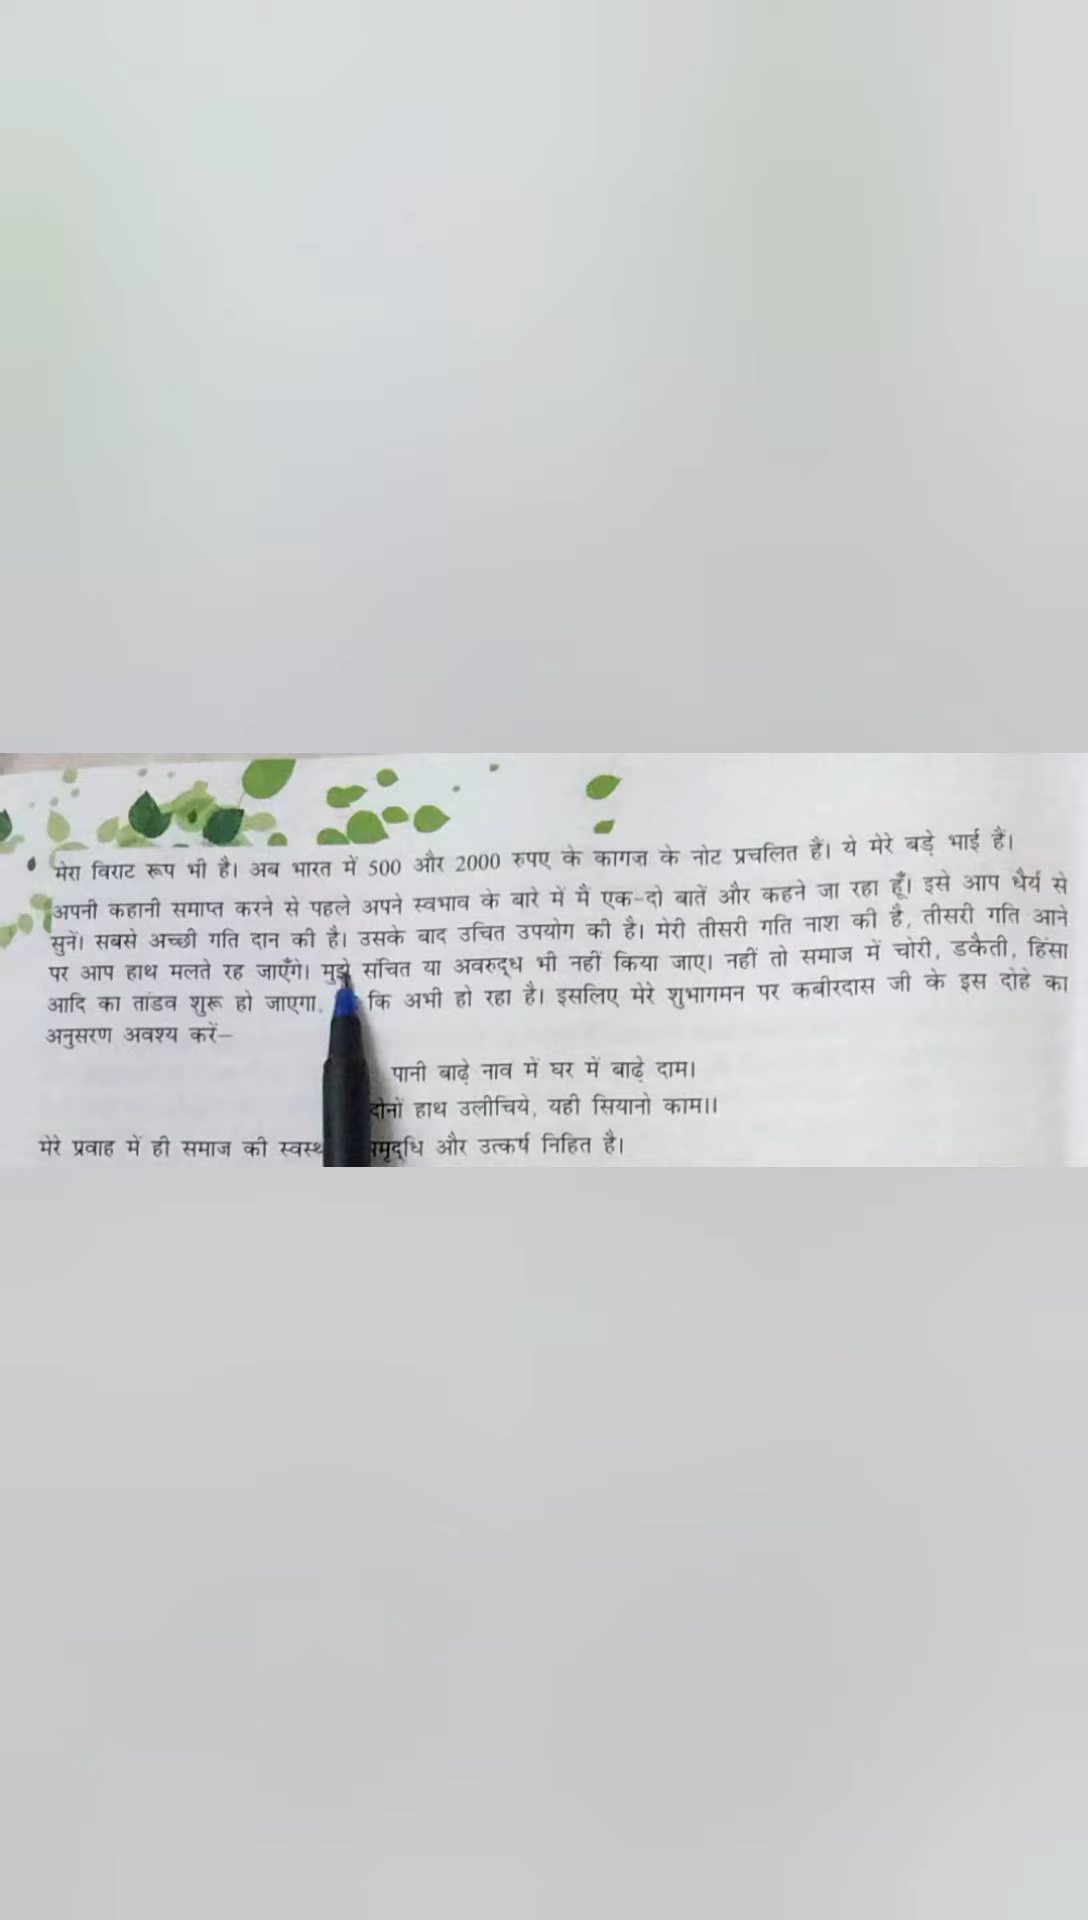 मेरा विराट रूप भी है। अब भारत में 500 और 2000 रुपए के कागज़ के नोट प्रचलित हैं। ये मेरे बड़े भाई हैं।
अपनी कहानी समाप्त करने से पहले अपने स्वभाव के बारे में मैं एक-दो बातें और कहने जा रहा हूँ। इसे आप धैर्य से
सुनें। सबसे अच्छी गति दान की है। उसके बाद उचित उपयोग की है। मेरी तीसरी गति नाश की है, तीसरी गति आने
पर आप हाथ मलते रह जाएँगे। मुझे संचित या अवरुद्ध भी नहीं किया जाए। नहीं तो समाज में चोरी, डकैती, हिंसा
आदि का तांडव शुरू हो जाएगा, कि अभी हो रहा है। इसलिए मेरे शुभागमन पर कबीरदास जी के इस दोहे का
अनुसरण अवश्य करें–
पानी बाढ़े नाव में घर में बाढ़े दाम।
दोनों हाथ उलीचिये, यही सियानो काम।।
मेरे प्रवाह में ही समाज की और उत्कर्ष निहित है।